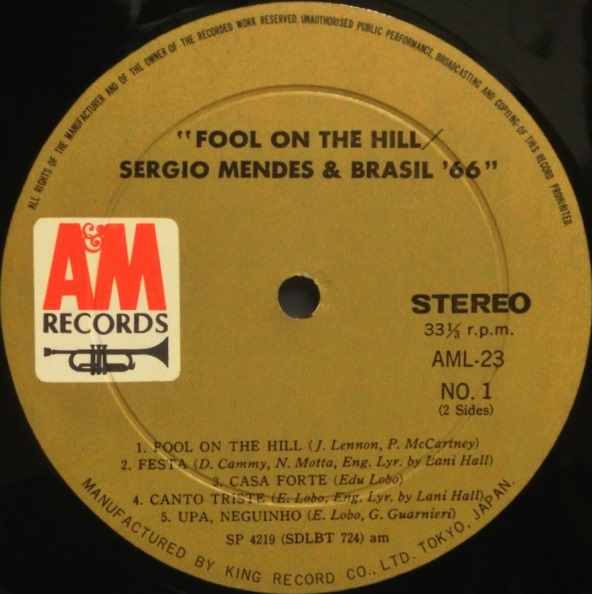 ALL RIGHTS OF THE MANUFACTURER AND OF THE OWNER OF THE RECORDED WORK RESERVED. UNAUTHORISED PUBLIC PERFORMANCE, BROADCASTING AND COPYING OF THIS RECORD PROHIBITED.
"FOOL ON THE HILL/
SERGIO MENDES & BRASIL '66"
A&M
RECORDS
STEREO
33⅓ r.p.m.
AML-23
NO. 1
(2 Sides)
1. FOOL ON THE HILL (J. Lennon, P. McCartney)
2. FESTA (D. Cammy, N. Motta, Eng. Lyr. by Lani Hall)
3. CASA FORTE (Edu Lobo)
4. CANTO TRISTE (E. Lobo, Eng. Lyr. by Lani Hall)
5. UPA, NEGUINHO (E. Lobo, G. Guarnieri)
SP 4219 (SDLBT 724) am
MANUFACTURED BY KING RECORD CO., LTD. TOKYO, JAPAN.